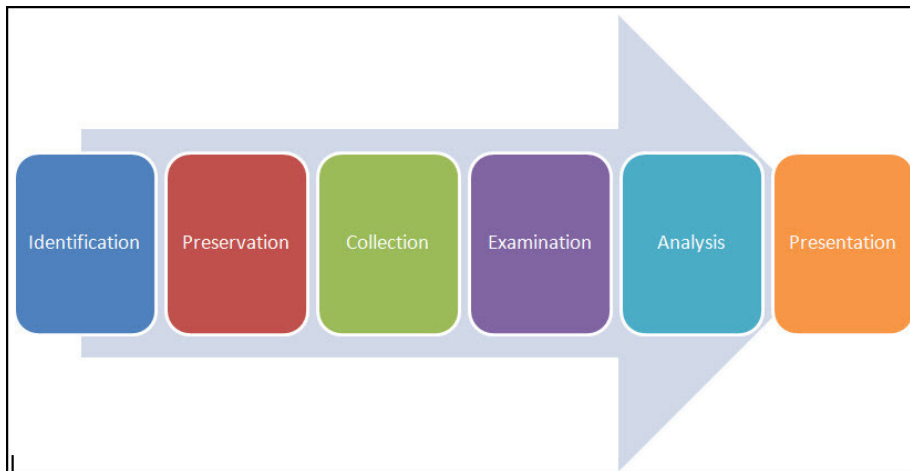 Identification
Preservation
Collection
Examination
Analysis
Presentation